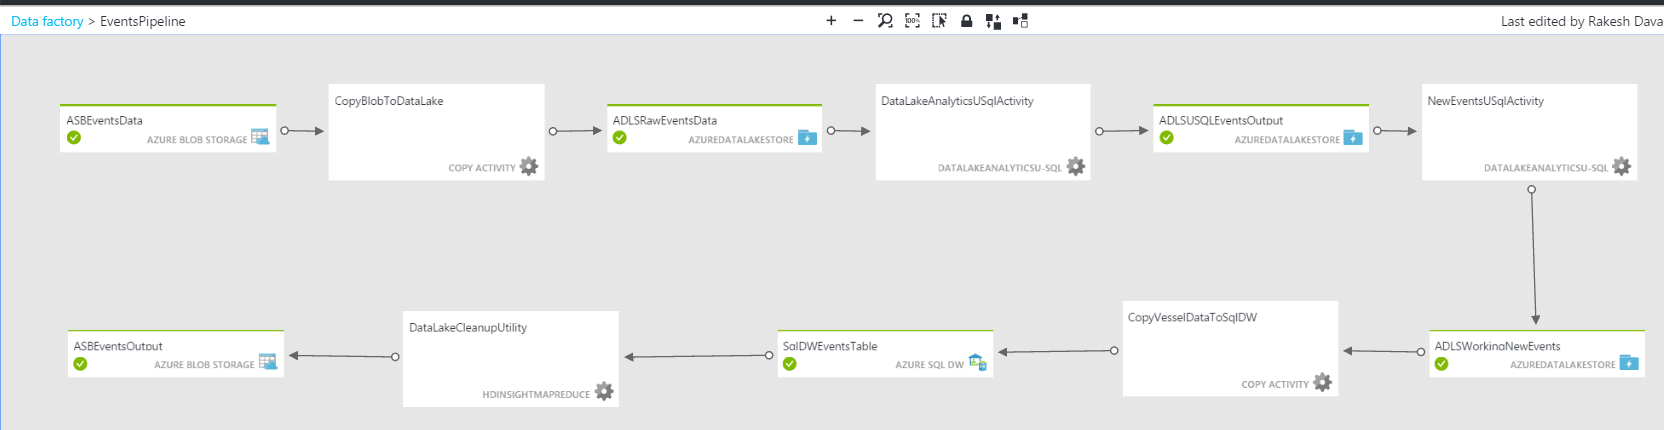 Data factory > EventsPipeline
100%
Last edited by Rakesh Dava
ASBEventsData
AZURE BLOB STORAGE
CopyBlobToDataLake
COPY ACTIVITY
ADLSRawEventsData
AZUREDATALAKESTORE
DataLakeAnalyticsUSqlActivity
DATALAKEANALYTICSU-SQL
ADLSUSQLEventsOutput
AZUREDATALAKESTORE
NewEventsUSqlActivity
DATALAKEANALYTICSU-SQL
ASBEventsOutput
AZURE BLOB STORAGE
DataLakeCleanupUtility
HDINSIGHTMAPREDUCE
SqlDWEventsTable
AZURE SQL DW
CopyVesselDataToSqlDW
COPY ACTIVITY
ADLSWorkingNewEvents
AZUREDATALAKESTORE